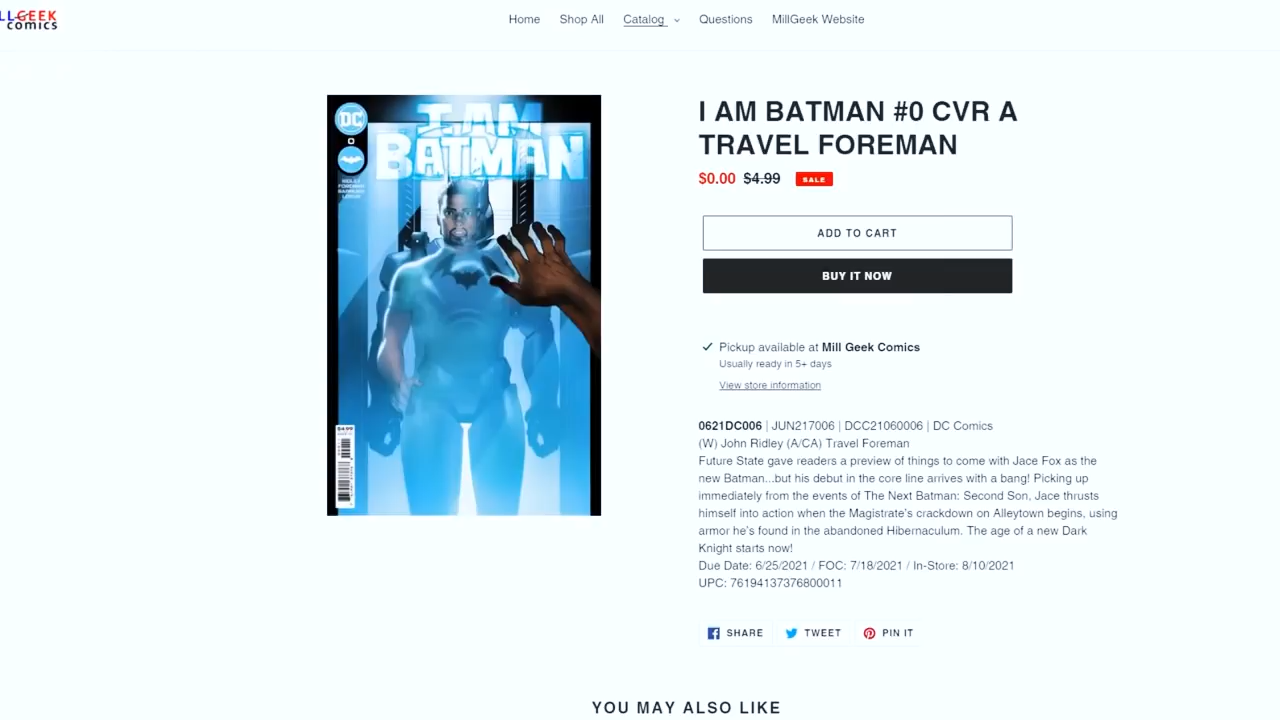 LLGEEK
comics
Home Shop All Catalog Questions MillGeek Website
DC
I AM
BATMAN
0
RIDLEY
FOREMAN
$4.99
I AM BATMAN #0 CVR A
TRAVEL FOREMAN
$0.00 $4.99 SALE
ADD TO CART
BUY IT NOW
Pickup available at Mill Geek Comics
Usually ready in 5+ days
View store information
0621DC006 | JUN217006 | DCC21060006 | DC Comics
(W) John Ridley (A/CA) Travel Foreman
Future State gave readers a preview of things to come with Jace Fox as the
new Batman...but his debut in the core line arrives with a bang! Picking up
immediately from the events of The Next Batman: Second Son, Jace thrusts
himself into action when the Magistrate's crackdown on Alleytown begins, using
armor he's found in the abandoned Hibernaculum. The age of a new Dark
Knight starts now!
Due Date: 6/25/2021 / FOC: 7/18/2021 / In-Store: 8/10/2021
UPC: 76194137376800011
SHARE TWEET PIN IT
YOU MAY ALSO LIKE